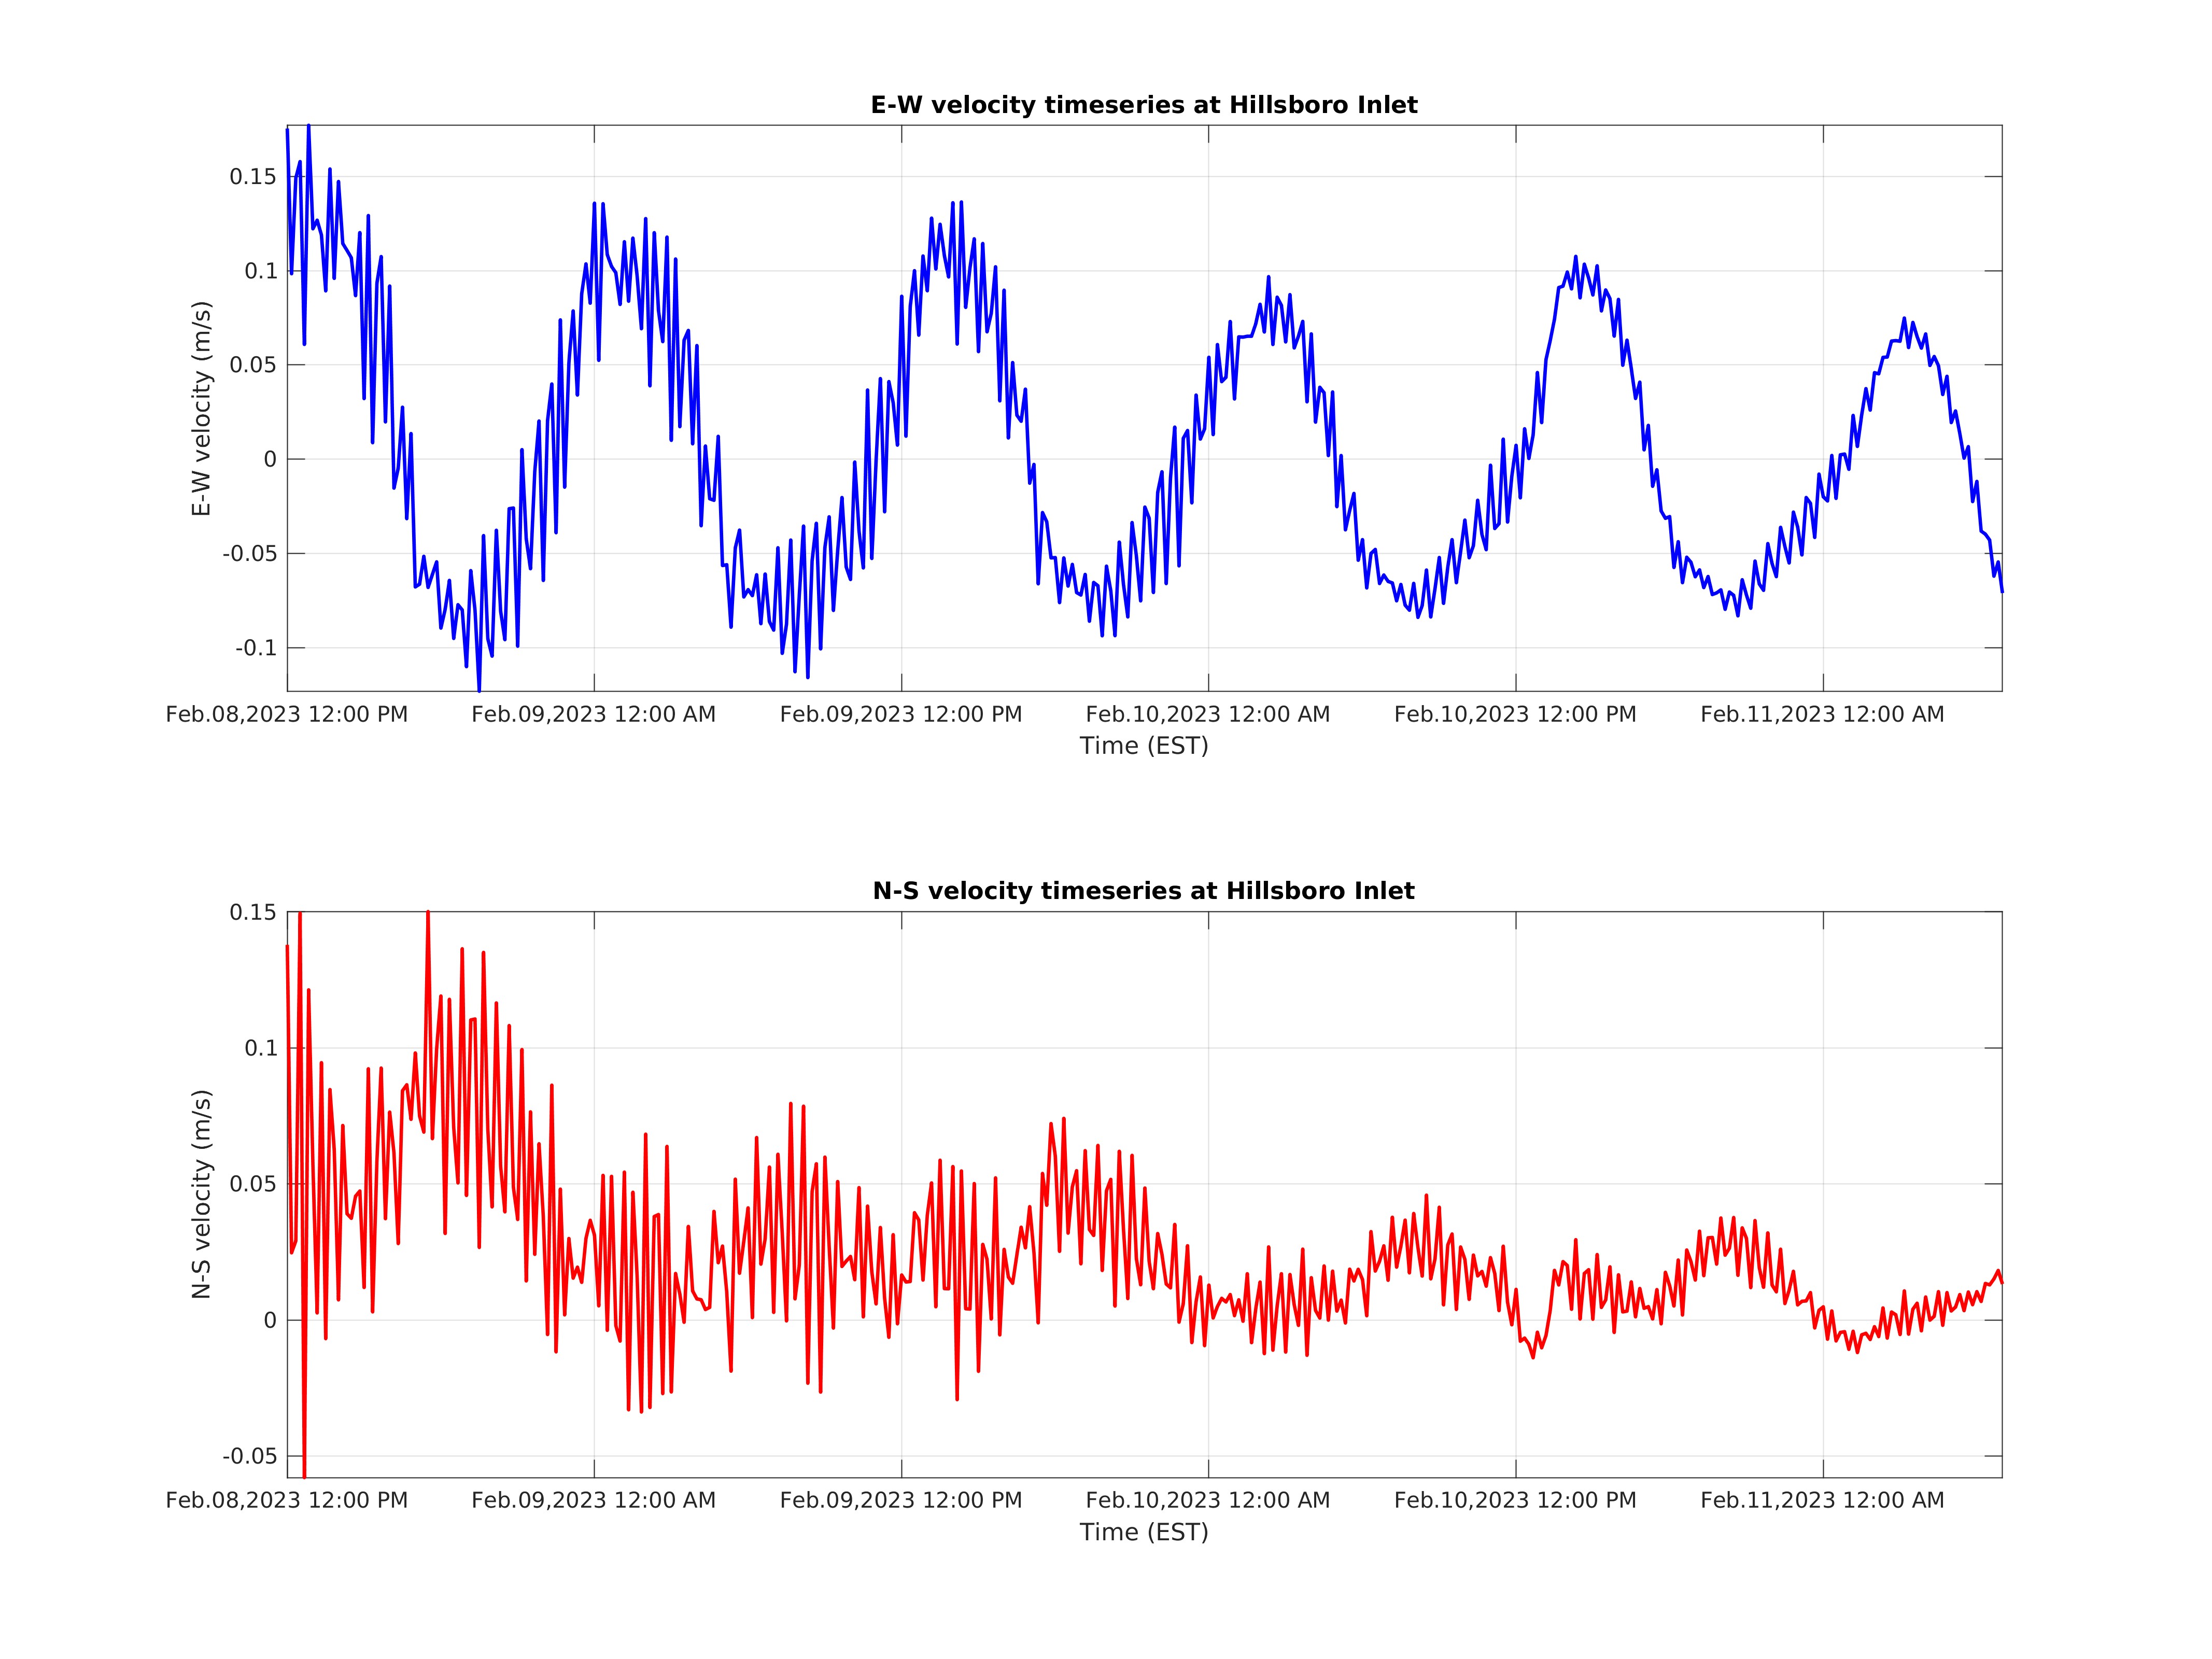 E-W velocity timeseries at Hillsboro Inlet
E-W velocity (m/s)
0.15
0.1
0.05
0
-0.05
-0.1
Feb.08,2023 12:00 PM Feb.09,2023 12:00 AM Feb.09,2023 12:00 PM Feb.10,2023 12:00 AM Feb.10,2023 12:00 PM Feb.11,2023 12:00 AM
Time (EST)
N-S velocity timeseries at Hillsboro Inlet
N-S velocity (m/s)
0.15
0.1
0.05
0
-0.05
Feb.08,2023 12:00 PM Feb.09,2023 12:00 AM Feb.09,2023 12:00 PM Feb.10,2023 12:00 AM Feb.10,2023 12:00 PM Feb.11,2023 12:00 AM
Time (EST)